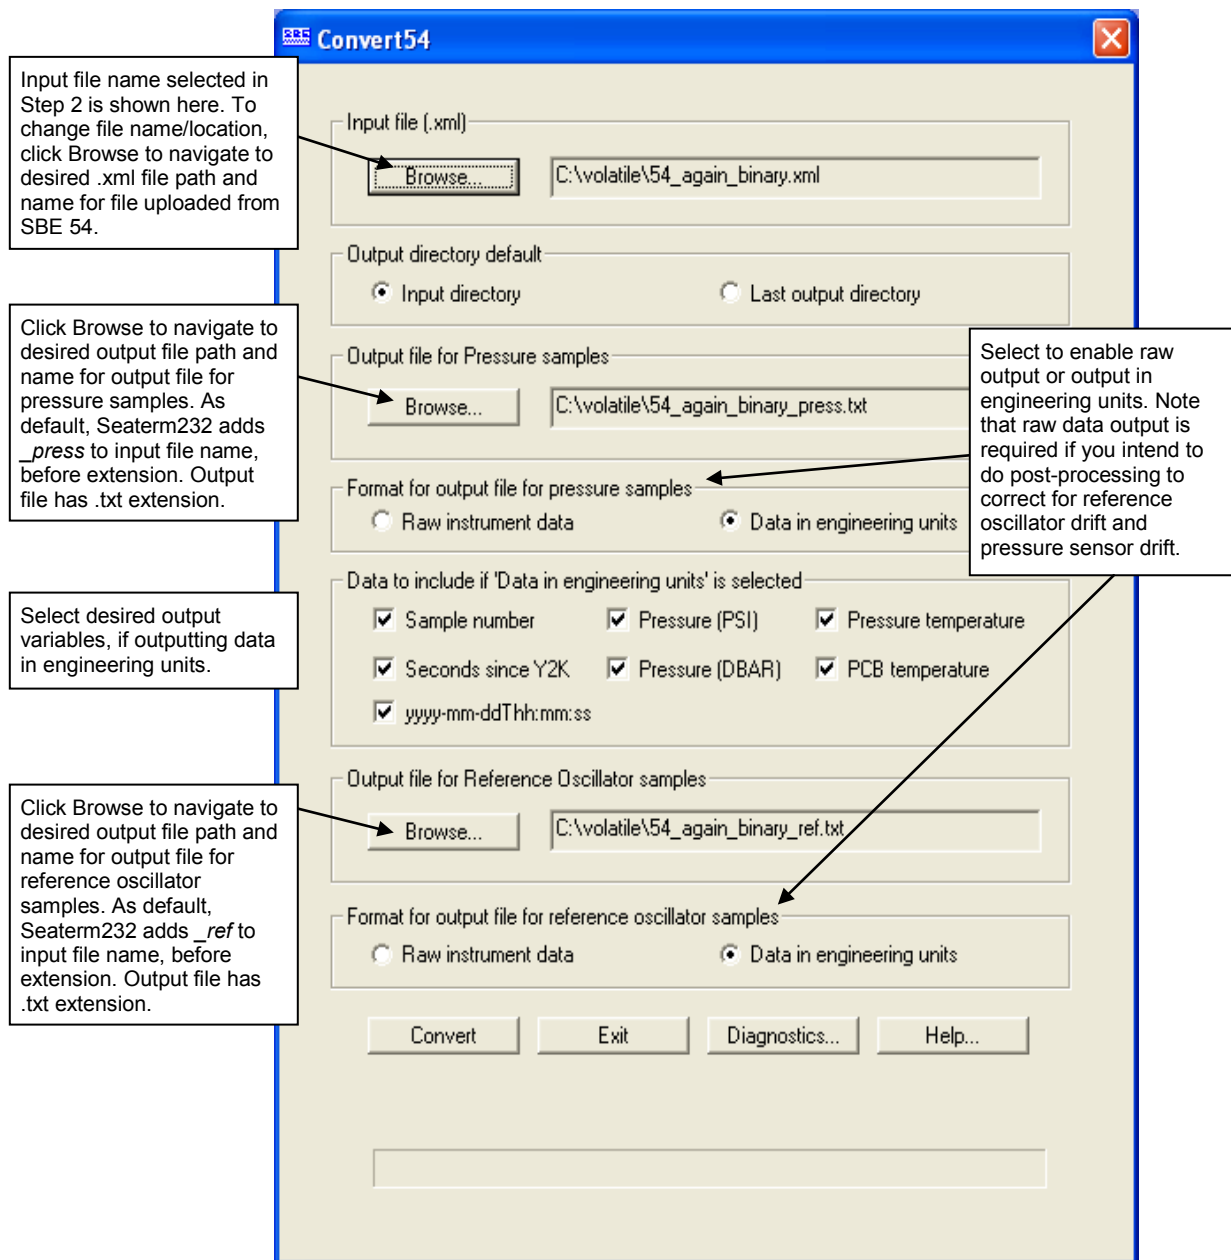 Convert54
Input file name selected in
Step 2 is shown here. To
change file name/location,
click Browse to navigate to
desired .xml file path and
name for file uploaded from
SBE 54.
Input file (.xml)
Browse...
C:\volatile\54_again_binary.xml
Output directory default
Input directory
Last output directory
Click Browse to navigate to
desired output file path and
name for output file for
pressure samples. As
default, Seaterm232 adds
_press to input file name,
before extension. Output
file has .txt extension.
Output file for Pressure samples
Browse...
C:\volatile\54_again_binary_press.txt
Select to enable raw
output or output in
engineering units. Note
that raw data output is
required if you intend to
do post-processing to
correct for reference
oscillator drift and
pressure sensor drift.
Format for output file for pressure samples
Raw instrument data
Data in engineering units
Select desired output
variables, if outputting data
in engineering units.
Data to include if 'Data in engineering units' is selected
Sample number
Pressure (PSI)
Pressure temperature
Seconds since Y2K
Pressure (DBAR)
PCB temperature
yyyy-mm-ddThh:mm:ss
Click Browse to navigate to
desired output file path and
name for output file for
reference oscillator
samples. As default,
Seaterm232 adds _ref to
input file name, before
extension. Output file has
.txt extension.
Output file for Reference Oscillator samples
Browse...
C:\volatile\54_again_binary_ref.txt
Format for output file for reference oscillator samples
Raw instrument data
Data in engineering units
Convert
Exit
Diagnostics...
Help...